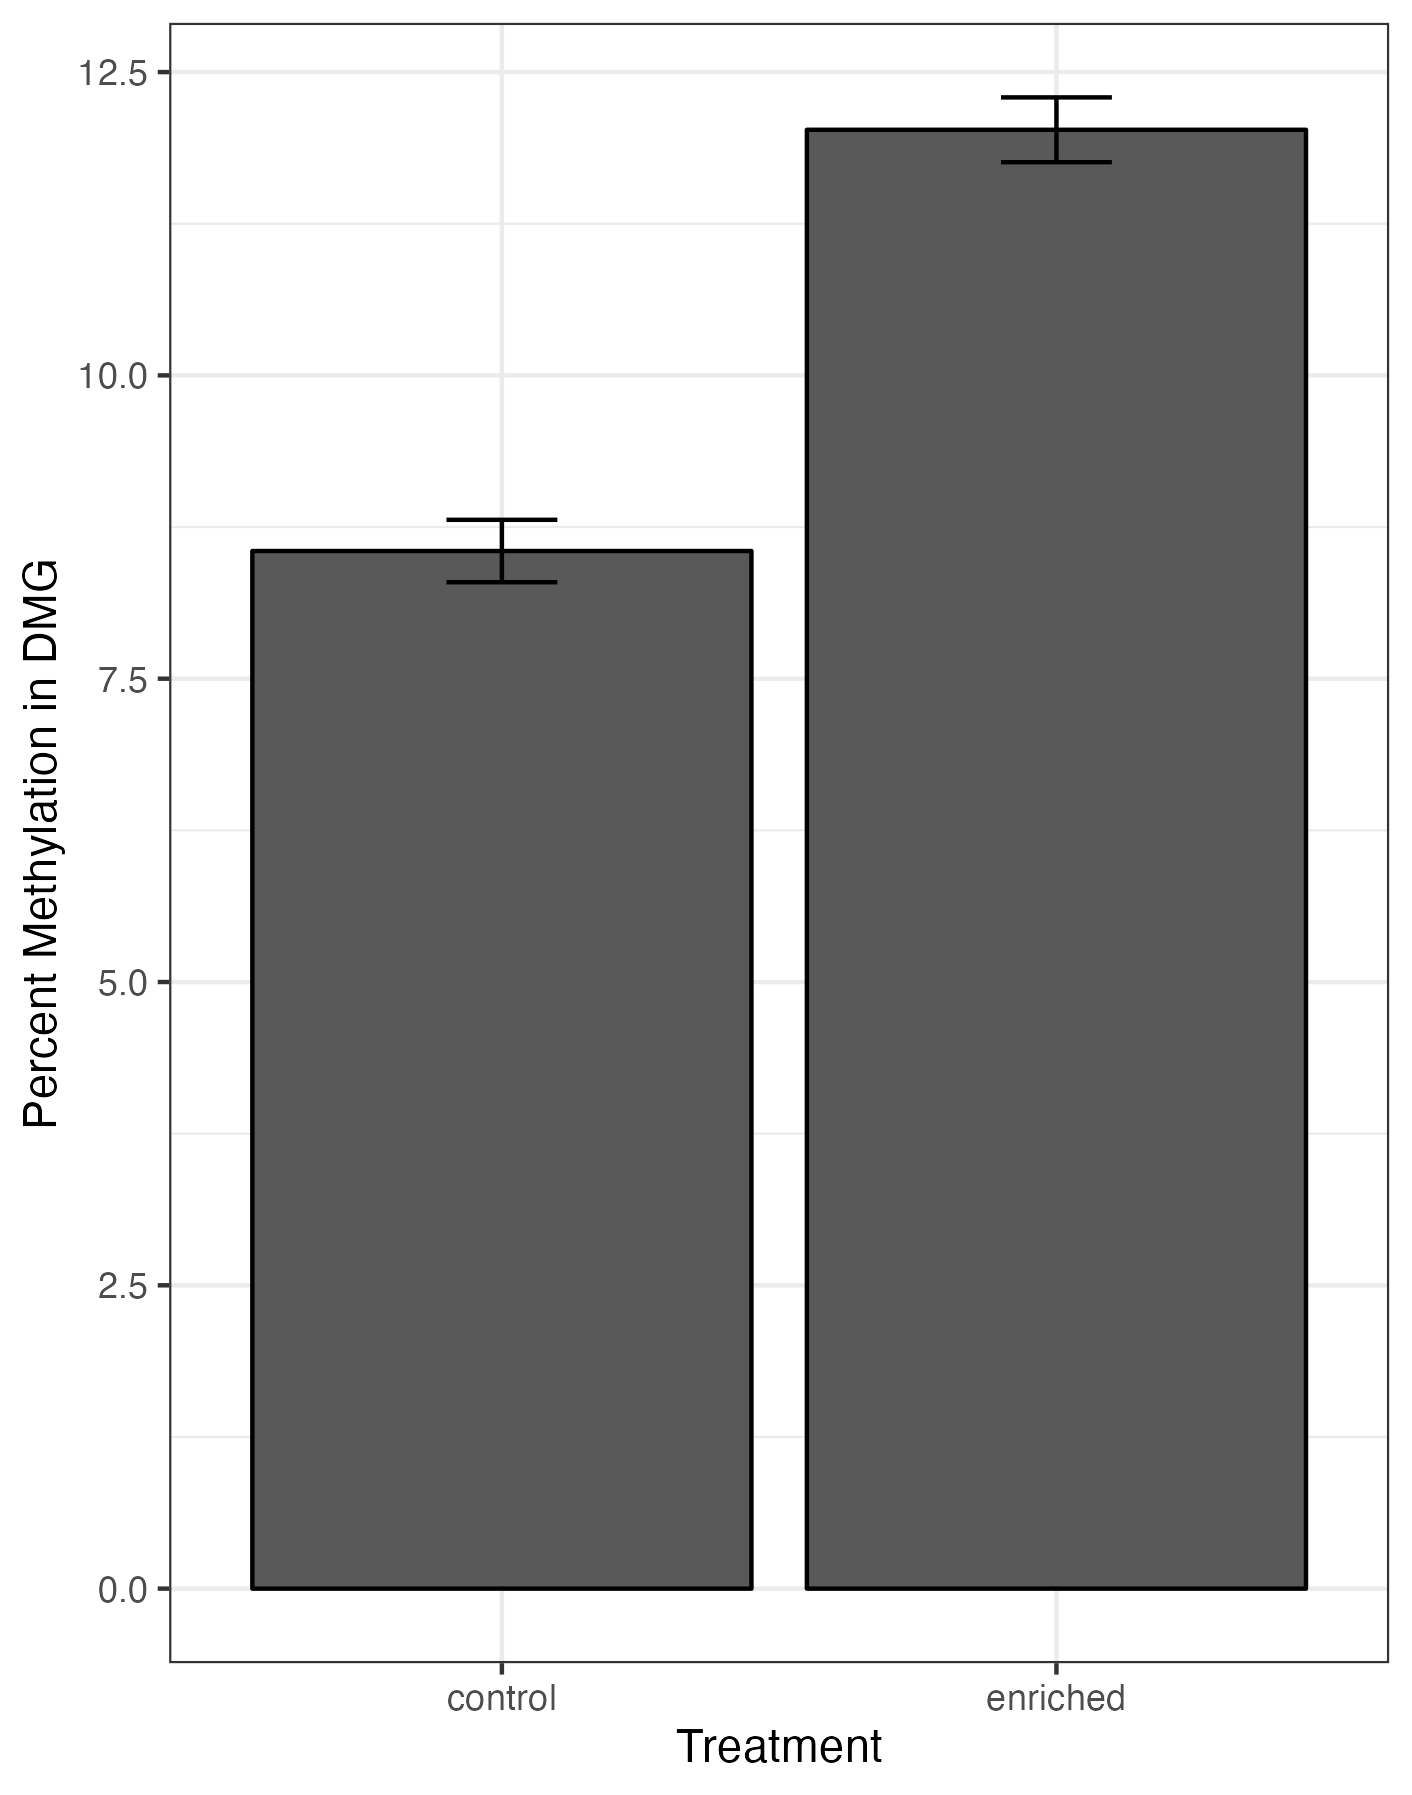 Percent Methylation in DMG
12.5
10.0
7.5
5.0
2.5
0.0
control enriched
Treatment